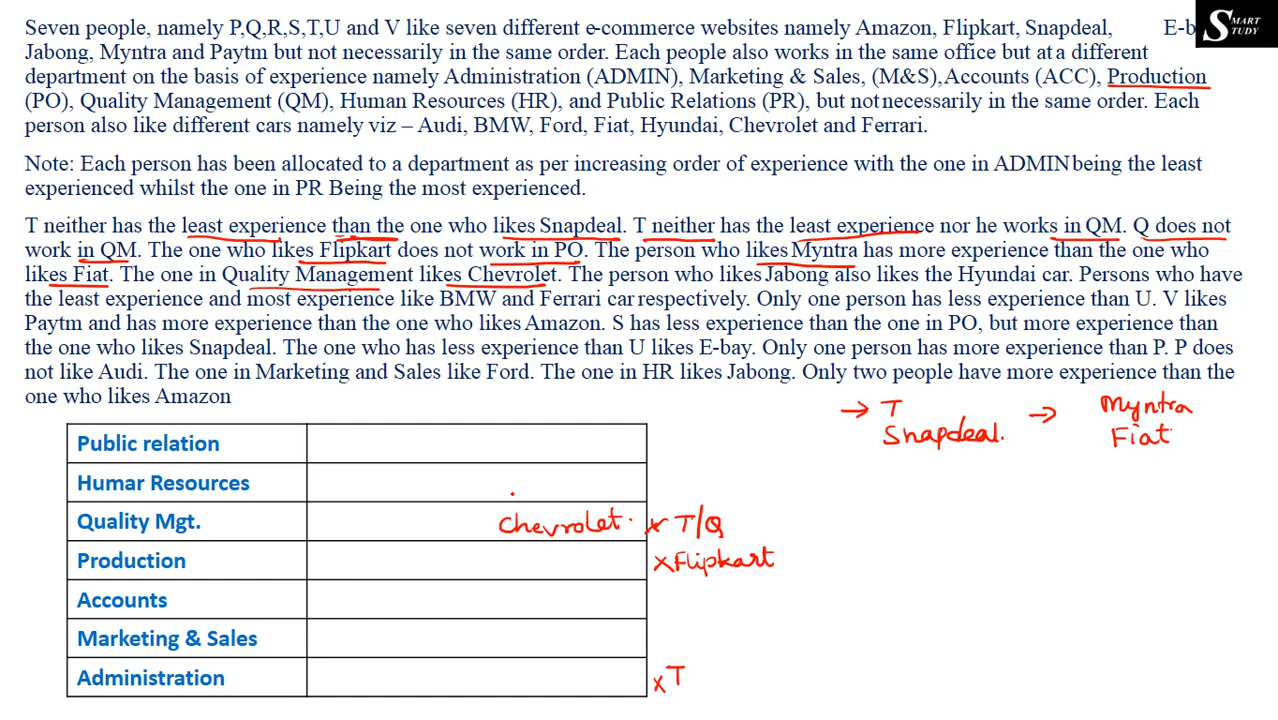 Seven people, namely P,Q,R,S,T,U and V like seven different e-commerce websites namely Amazon, Flipkart, Snapdeal,
SMART
STUDY
Jabong, Myntra and Paytm but not necessarily in the same order. Each people also works in the same office but at a different
department on the basis of experience namely Administration (ADMIN), Marketing & Sales, (M&S),Accounts (ACC), Production
(PO), Quality Management (QM), Human Resources (HR), and Public Relations (PR), but not necessarily in the same order. Each
person also like different cars namely viz – Audi, BMW, Ford, Fiat, Hyundai, Chevrolet and Ferrari.
Note: Each person has been allocated to a department as per increasing order of experience with the one in ADMIN being the least
experienced whilst the one in PR Being the most experienced.
T neither has the least experience than the one who likes Snapdeal. T neither has the least experience nor he works in QM. Q does not
work in QM. The one who likes Flipkart does not work in PO. The person who likes Myntra has more experience than the one who
likes Fiat. The one in Quality Management likes Chevrolet. The person who likes Jabong also likes the Hyundai car. Persons who have
the least experience and most experience like BMW and Ferrari car respectively. Only one person has less experience than U. V likes
Paytm and has more experience than the one who likes Amazon. S has less experience than the one in PO, but more experience than
the one who likes Snapdeal. The one who has less experience than U likes E-bay. Only one person has more experience than P. P does
not like Audi. The one in Marketing and Sales like Ford. The one in HR likes Jabong. Only two people have more experience than the
one who likes Amazon
→ T → Myntra
Snapdeal. Fiat
Public relation
Humar Resources
Quality Mgt. Chevrolet. x T/Q
Production xFlipkart
Accounts
Marketing & Sales
Administration xT